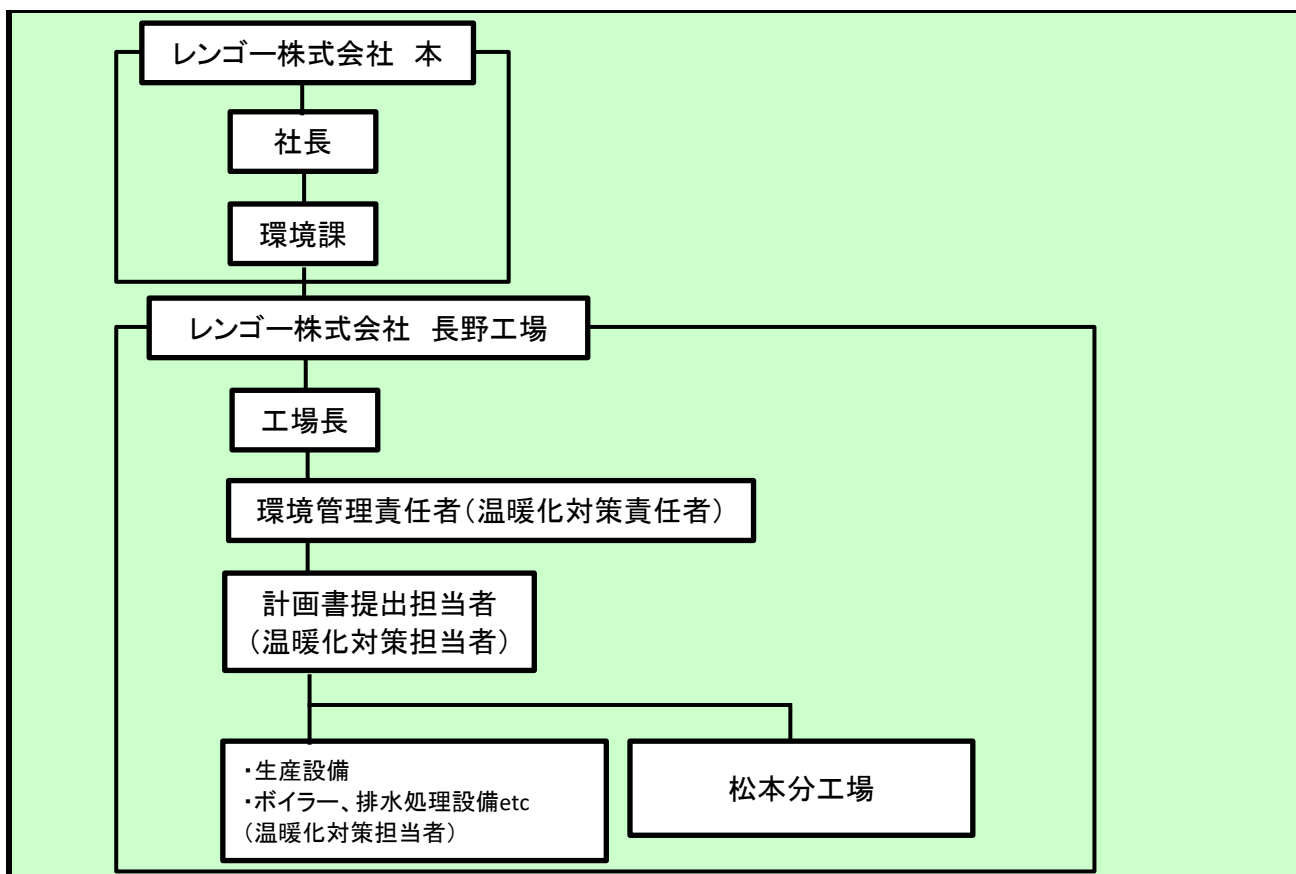 レンゴー株式会社　本
社長
環境課
レンゴー株式会社　長野工場
工場長
環境管理責任者（温暖化対策責任者）
計画書提出担当者
（温暖化対策担当者）
・生産設備
・ボイラー、排水処理設備etc
（温暖化対策担当者）
松本分工場